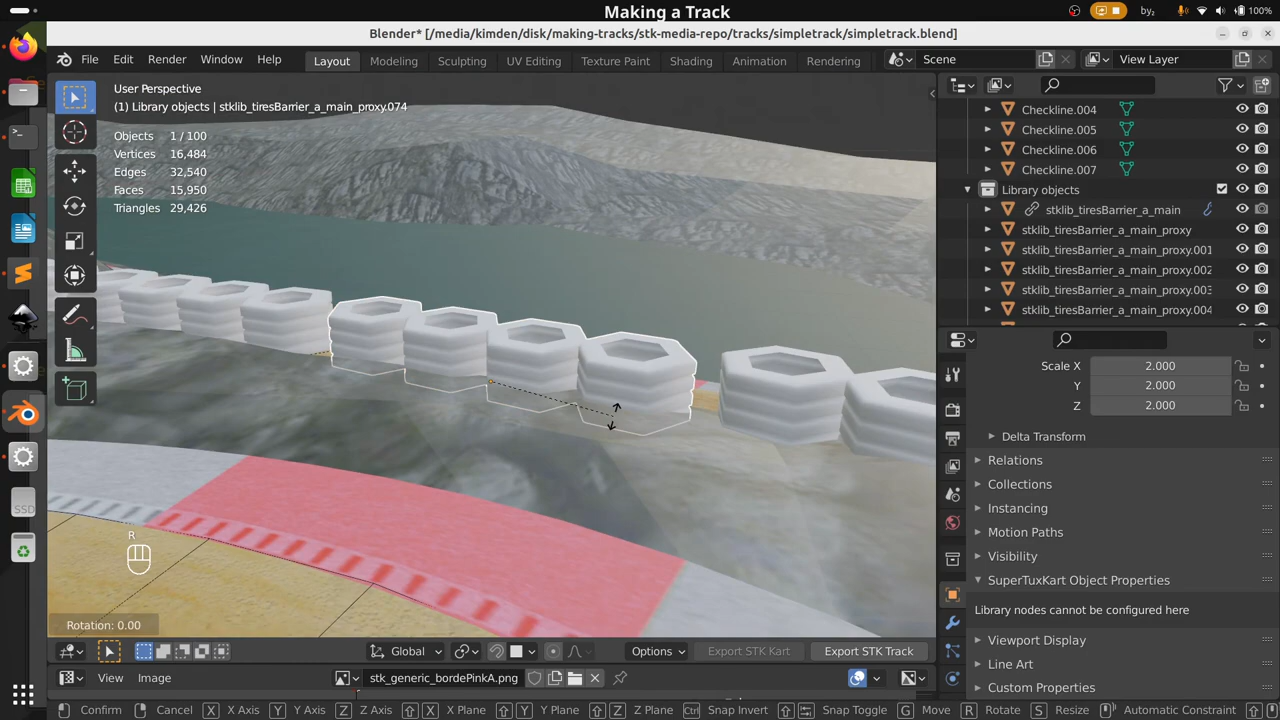 Making a Track
by₂
100%
Blender* [/media/kimden/disk/making-tracks/stk-media-repo/tracks/simpletrack/simpletrack.blend]
File Edit Render Window Help
Layout Modeling Sculpting UV Editing Texture Paint Shading Animation Rendering
Scene
View Layer
User Perspective
(1) Library objects | stklib_tiresBarrier_a_main_proxy.074
Objects 1 / 100
Vertices 16,484
Edges 32,540
Faces 15,950
Triangles 29,426
Checkline.004
Checkline.005
Checkline.006
Checkline.007
Library objects
stklib_tiresBarrier_a_main
stklib_tiresBarrier_a_main_proxy
stklib_tiresBarrier_a_main_proxy.001
stklib_tiresBarrier_a_main_proxy.002
stklib_tiresBarrier_a_main_proxy.003
stklib_tiresBarrier_a_main_proxy.004
Scale X 2.000
Y 2.000
Z 2.000
Delta Transform
Relations
Collections
Instancing
Motion Paths
Visibility
SuperTuxKart Object Properties
Library nodes cannot be configured here
Viewport Display
Line Art
Custom Properties
SSD
R
Rotation: 0.00
Global
Options
Export STK Kart
Export STK Track
View Image
stk_generic_bordePinkA.png
Confirm Cancel X X Axis Y Y Axis Z Z Axis X X Plane Y Y Plane Z Z Plane Ctrl Snap Invert Snap Toggle G Move R Rotate S Resize Automatic Constraint